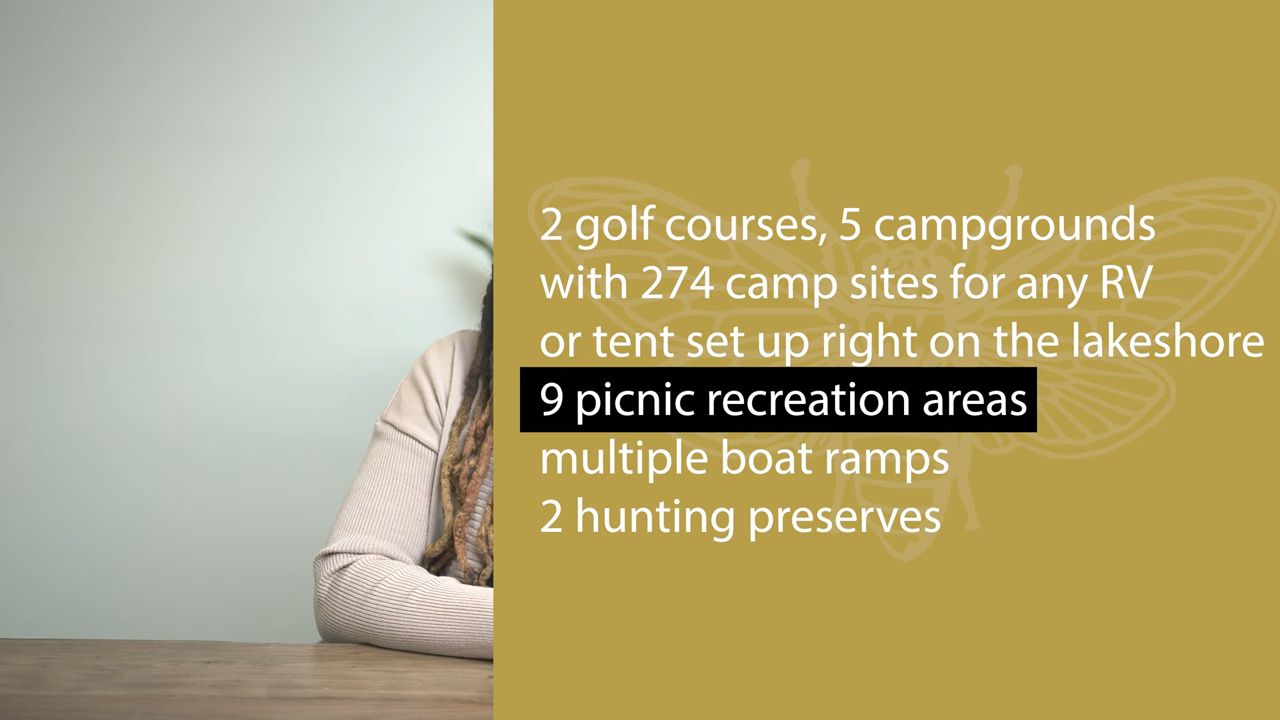 2 golf courses, 5 campgrounds
with 274 camp sites for any RV
or tent set up right on the lakeshore
9 picnic recreation areas
multiple boat ramps
2 hunting preserves